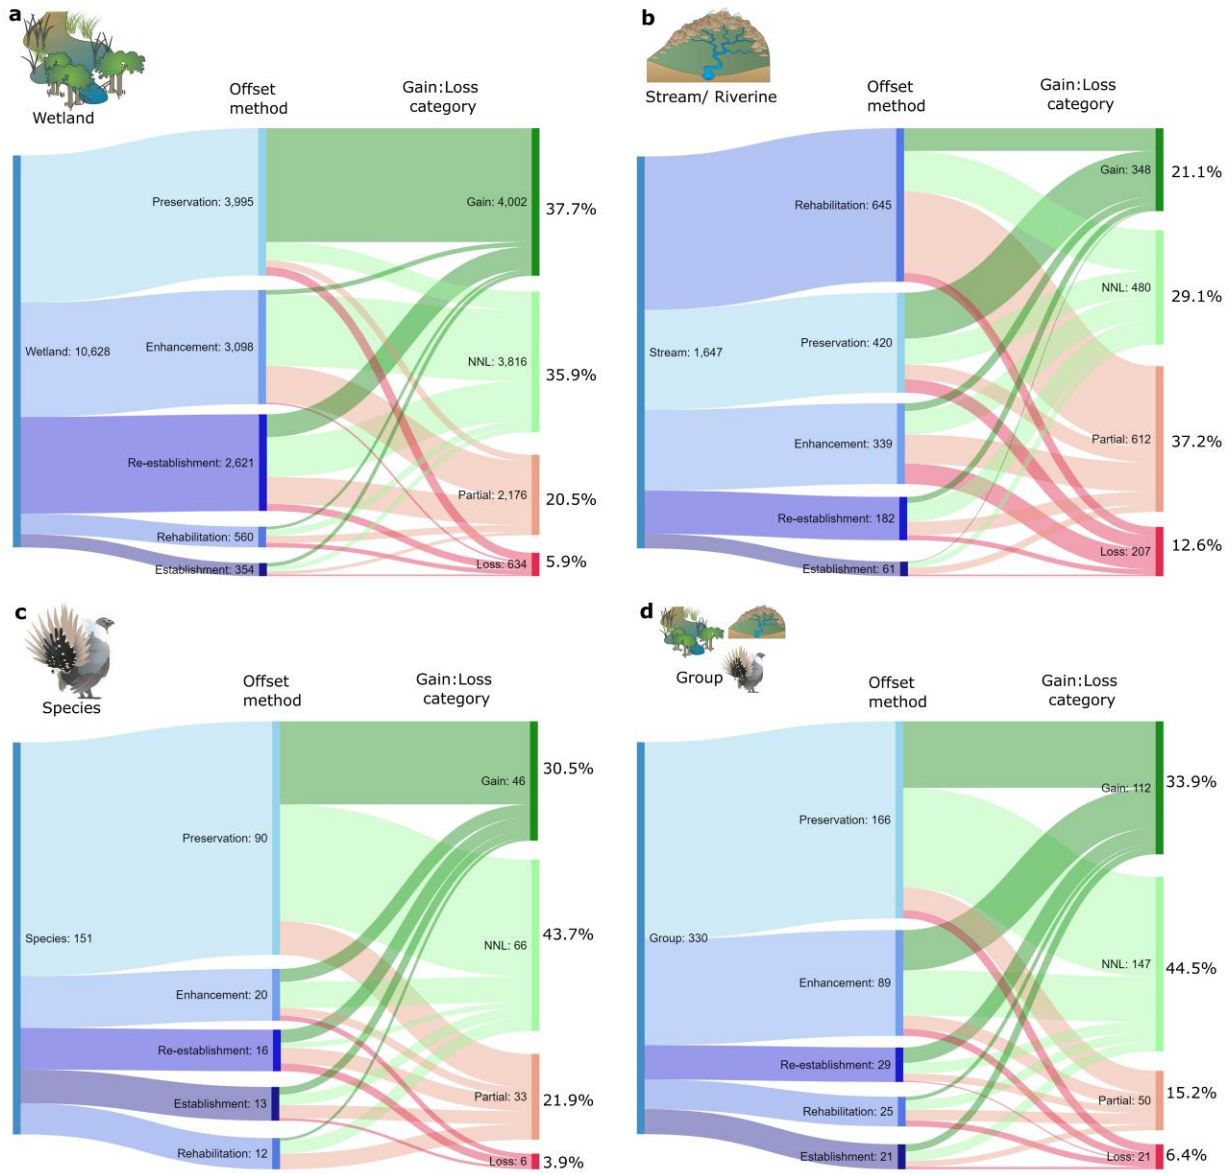 a
Wetland
Offset
method
Gain:Loss
category
Preservation: 3,995
Gain: 4,002
37.7%
Wetland: 10,628
Enhancement: 3,098
NNL: 3,816
35.9%
Re-establishment: 2,621
Partial: 2,176
20.5%
Rehabilitation: 560
Loss: 634
5.9%
Establishment: 354
b
Stream/ Riverine
Offset
method
Gain:Loss
category
Gain: 348
21.1%
Rehabilitation: 645
NNL: 480
29.1%
Stream: 1,647
Preservation: 420
Enhancement: 339
Partial: 612
37.2%
Re-establishment: 182
Loss: 207
12.6%
Establishment: 61
c
Species
Offset
method
Gain:Loss
category
Gain: 46
30.5%
Preservation: 90
Species: 151
NNL: 66
43.7%
Enhancement: 20
Re-establishment: 16
Partial: 33
21.9%
Establishment: 13
Rehabilitation: 12
Loss: 6
3.9%
d
Group
Offset
method
Gain:Loss
category
Gain: 112
33.9%
Preservation: 166
Group: 330
NNL: 147
44.5%
Enhancement: 89
Re-establishment: 29
Partial: 50
15.2%
Rehabilitation: 25
Establishment: 21
Loss: 21
6.4%